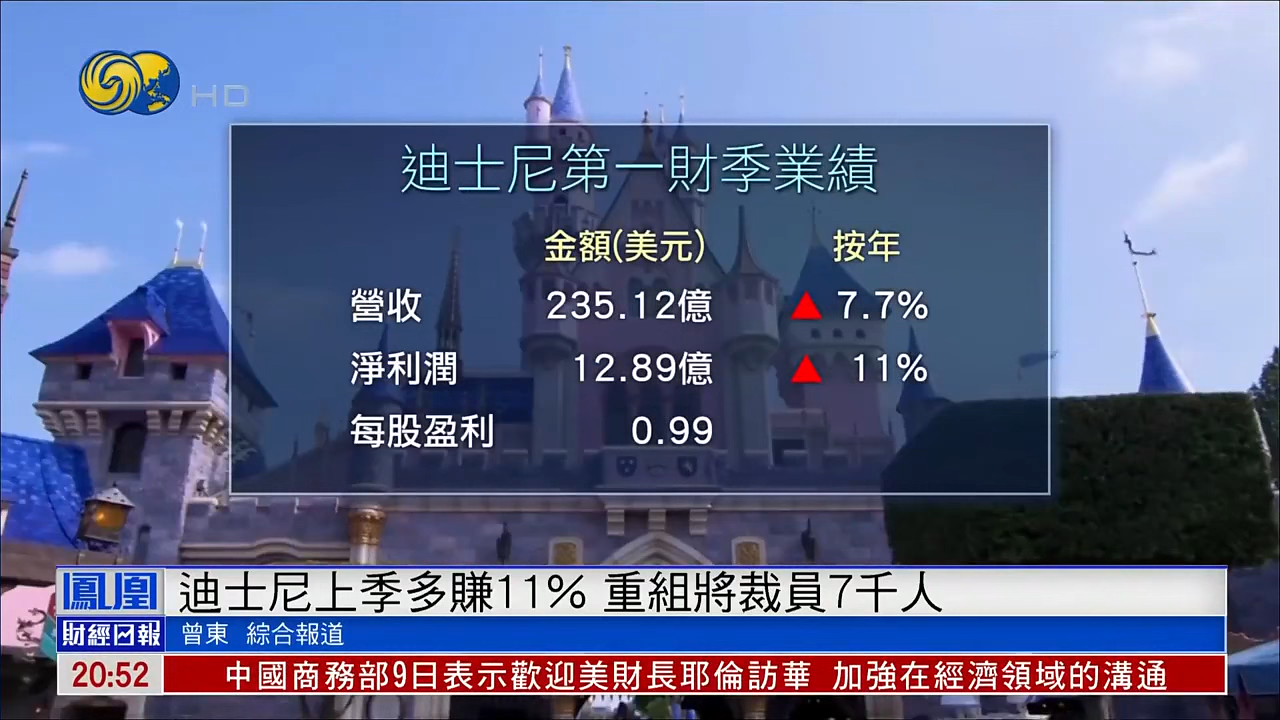 HD
迪士尼第一財季業績
金額(美元) 按年
營收 235.12億 ▲ 7.7%
淨利潤 12.89億 ▲ 11%
每股盈利 0.99
鳳凰 迪士尼上季多賺11% 重組將裁員7千人
財經日報 曾東 綜合報道
20:52 中國商務部9日表示歡迎美財長耶倫訪華 加強在經濟領域的溝通